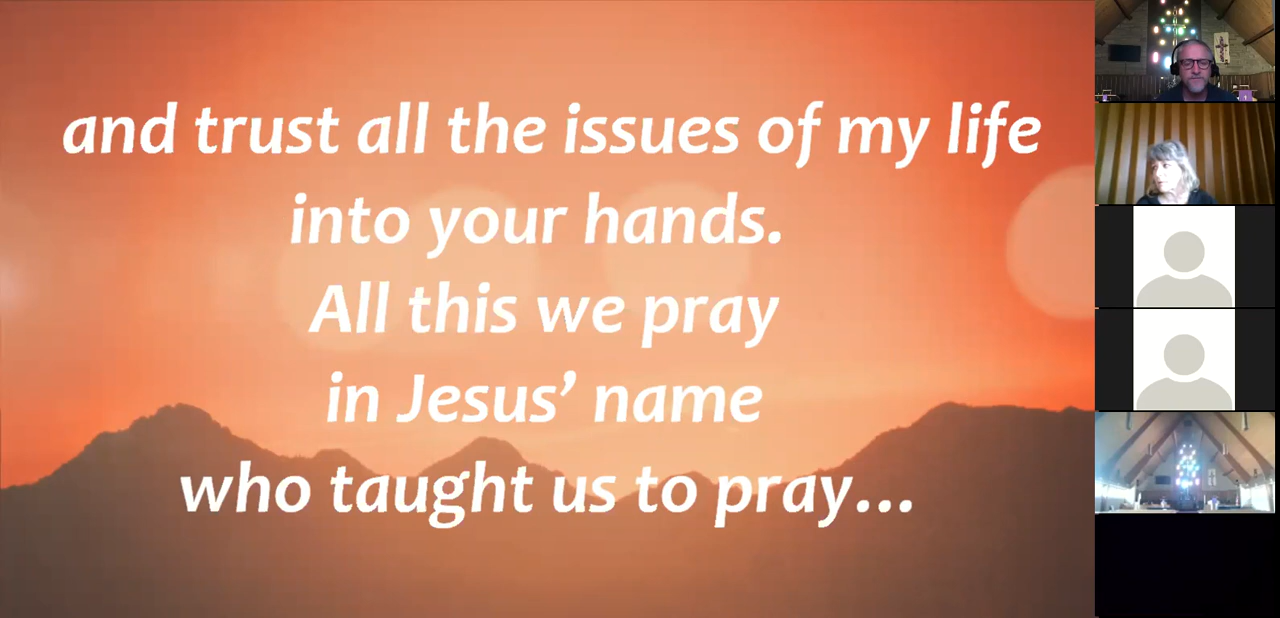 and trust all the issues of my life
into your hands.
All this we pray
in Jesus’ name
who taught us to pray...